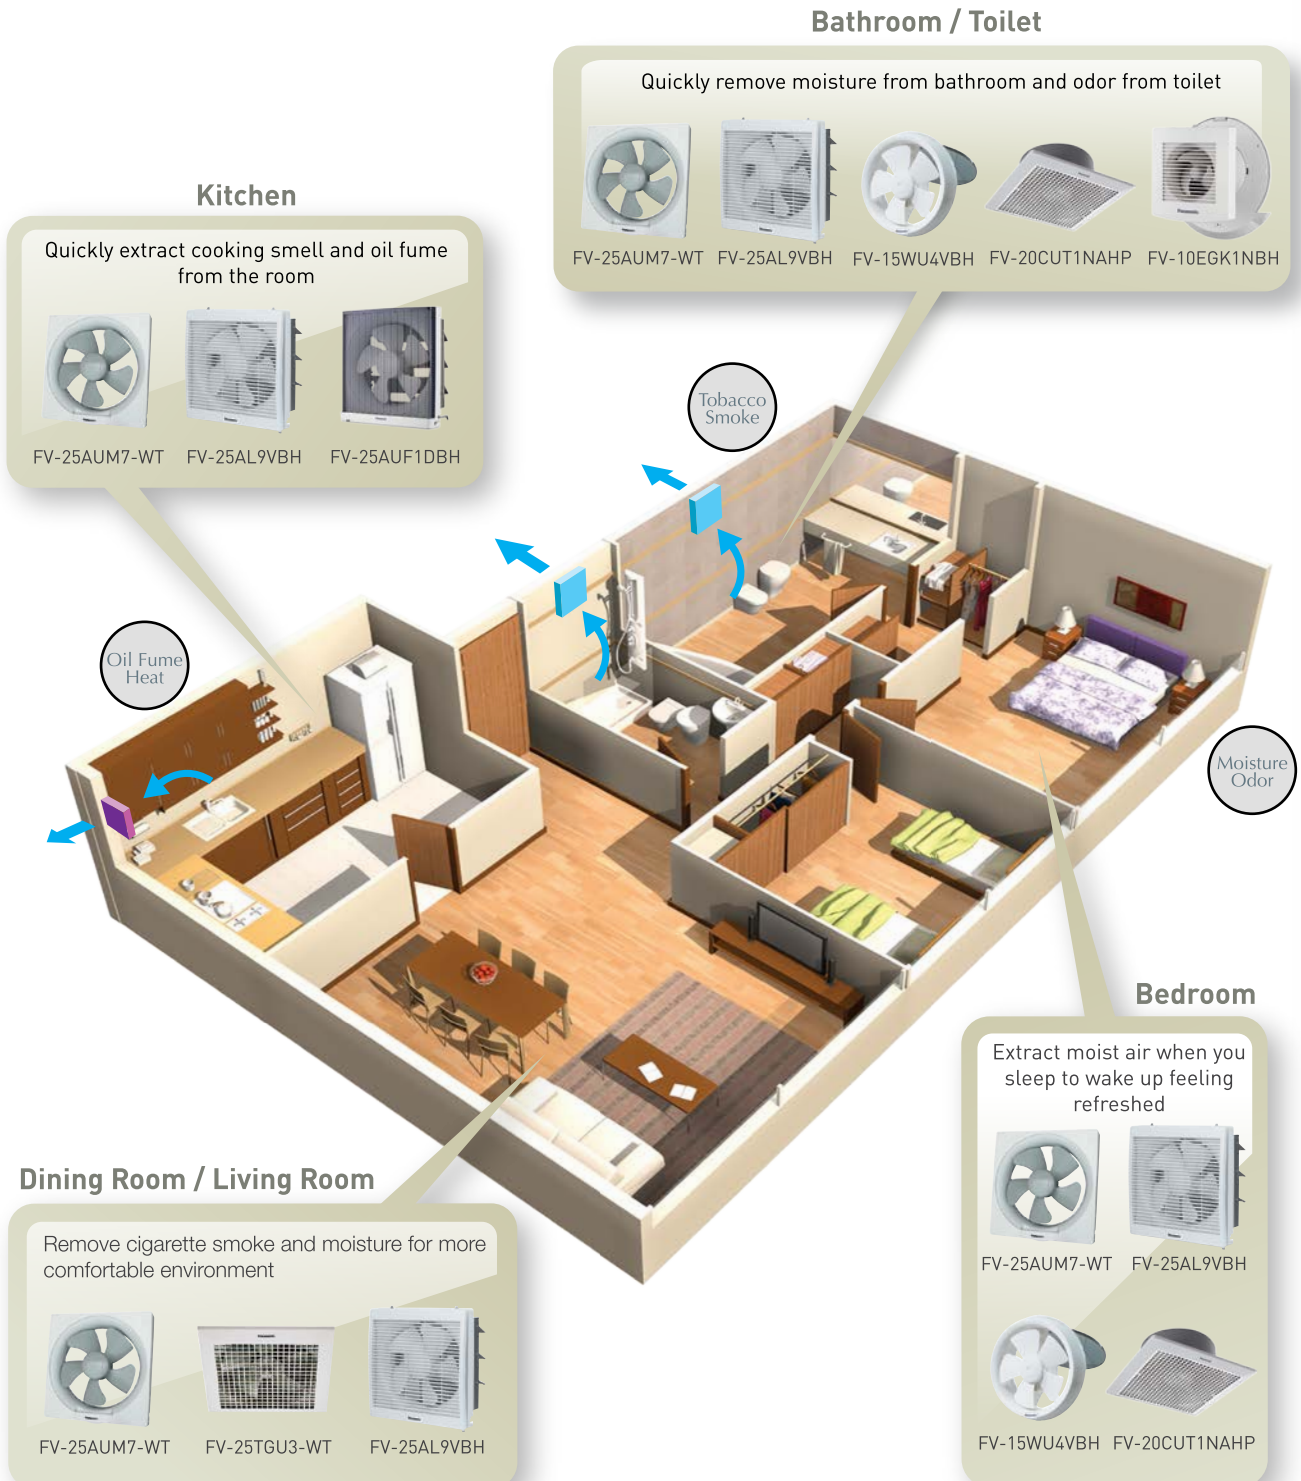 Bathroom / Toilet
Quickly remove moisture from bathroom and odor from toilet
FV-25AUM7-WT
FV-25AL9VBH
FV-15WU4VBH
FV-20CUT1NAHP
FV-10EGK1NBH
Kitchen
Quickly extract cooking smell and oil fume
from the room
FV-25AUM7-WT
FV-25AL9VBH
FV-25AUF1DBH
Tobacco
Smoke
Oil Fume
Heat
Moisture
Odor
Bedroom
Extract moist air when you
sleep to wake up feeling
refreshed
FV-25AUM7-WT
FV-25AL9VBH
FV-15WU4VBH
FV-20CUT1NAHP
Dining Room / Living Room
Remove cigarette smoke and moisture for more
comfortable environment
FV-25AUM7-WT
FV-25TGU3-WT
FV-25AL9VBH